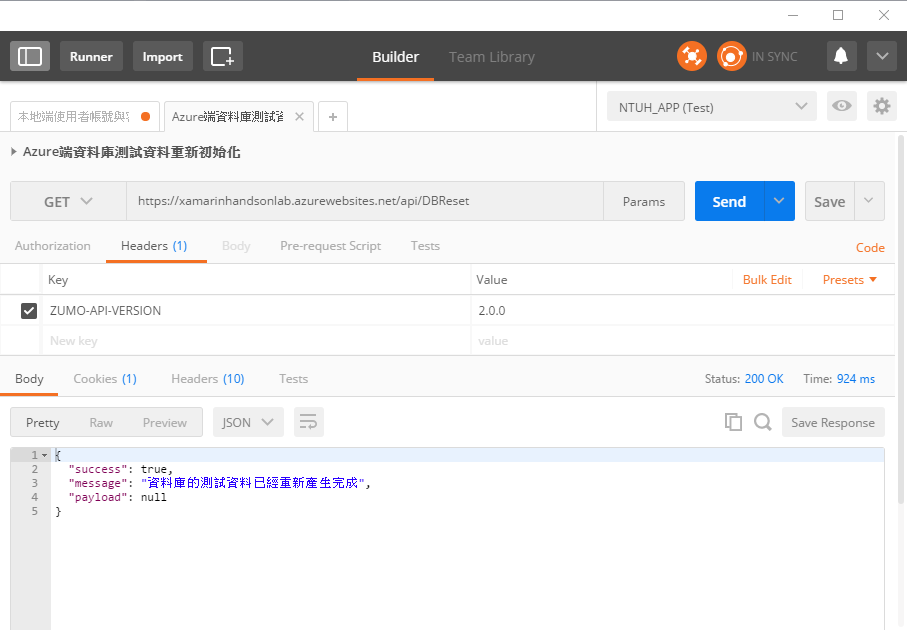 Runner Import Builder Team Library IN SYNC
本地端使用者帳號與 Azure端資料庫測試資 NTUH_APP (Test)
Azure端資料庫測試資料重新初始化
GET https://xamarinhandsonlab.azurewebsites.net/api/DBReset Params Send Save
Authorization Headers (1) Body Pre-request Script Tests Code
Key Value Bulk Edit Presets
ZUMO-API-VERSION 2.0.0
New key value
Body Cookies (1) Headers (10) Tests Status: 200 OK Time: 924 ms
Pretty Raw Preview JSON Save Response
1 {
2 "success": true,
3 "message": "資料庫的測試資料已經重新產生完成",
4 "payload": null
5 }